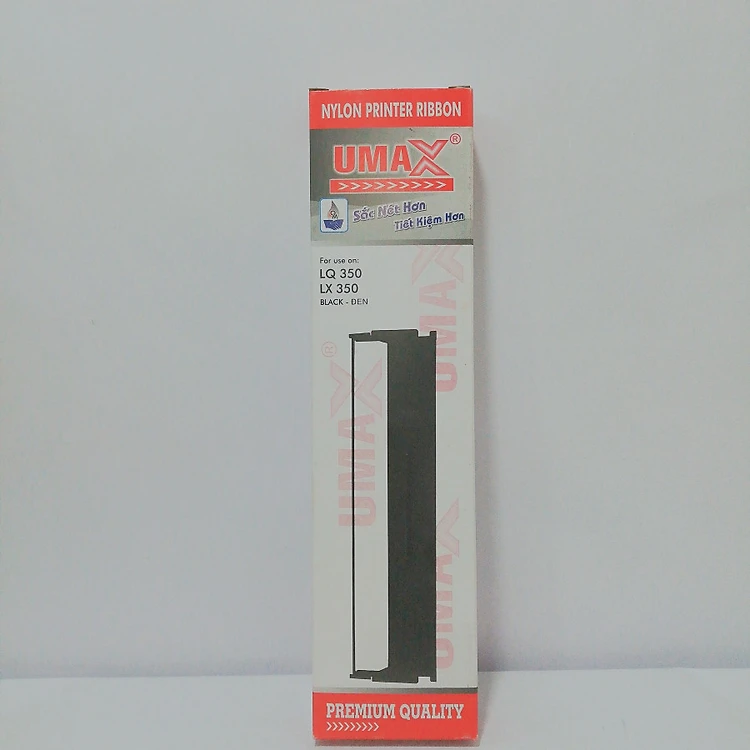 NYLON PRINTER RIBBON
UMAX®
>>>>>>>>>>
Sắc Nét Hơn
Tiết Kiệm Hơn
For use on:
LQ 350
LX 350
BLACK - ĐEN
UMAX
UMAX®
UMAX
PREMIUM QUALITY
>>>>>>>>>>